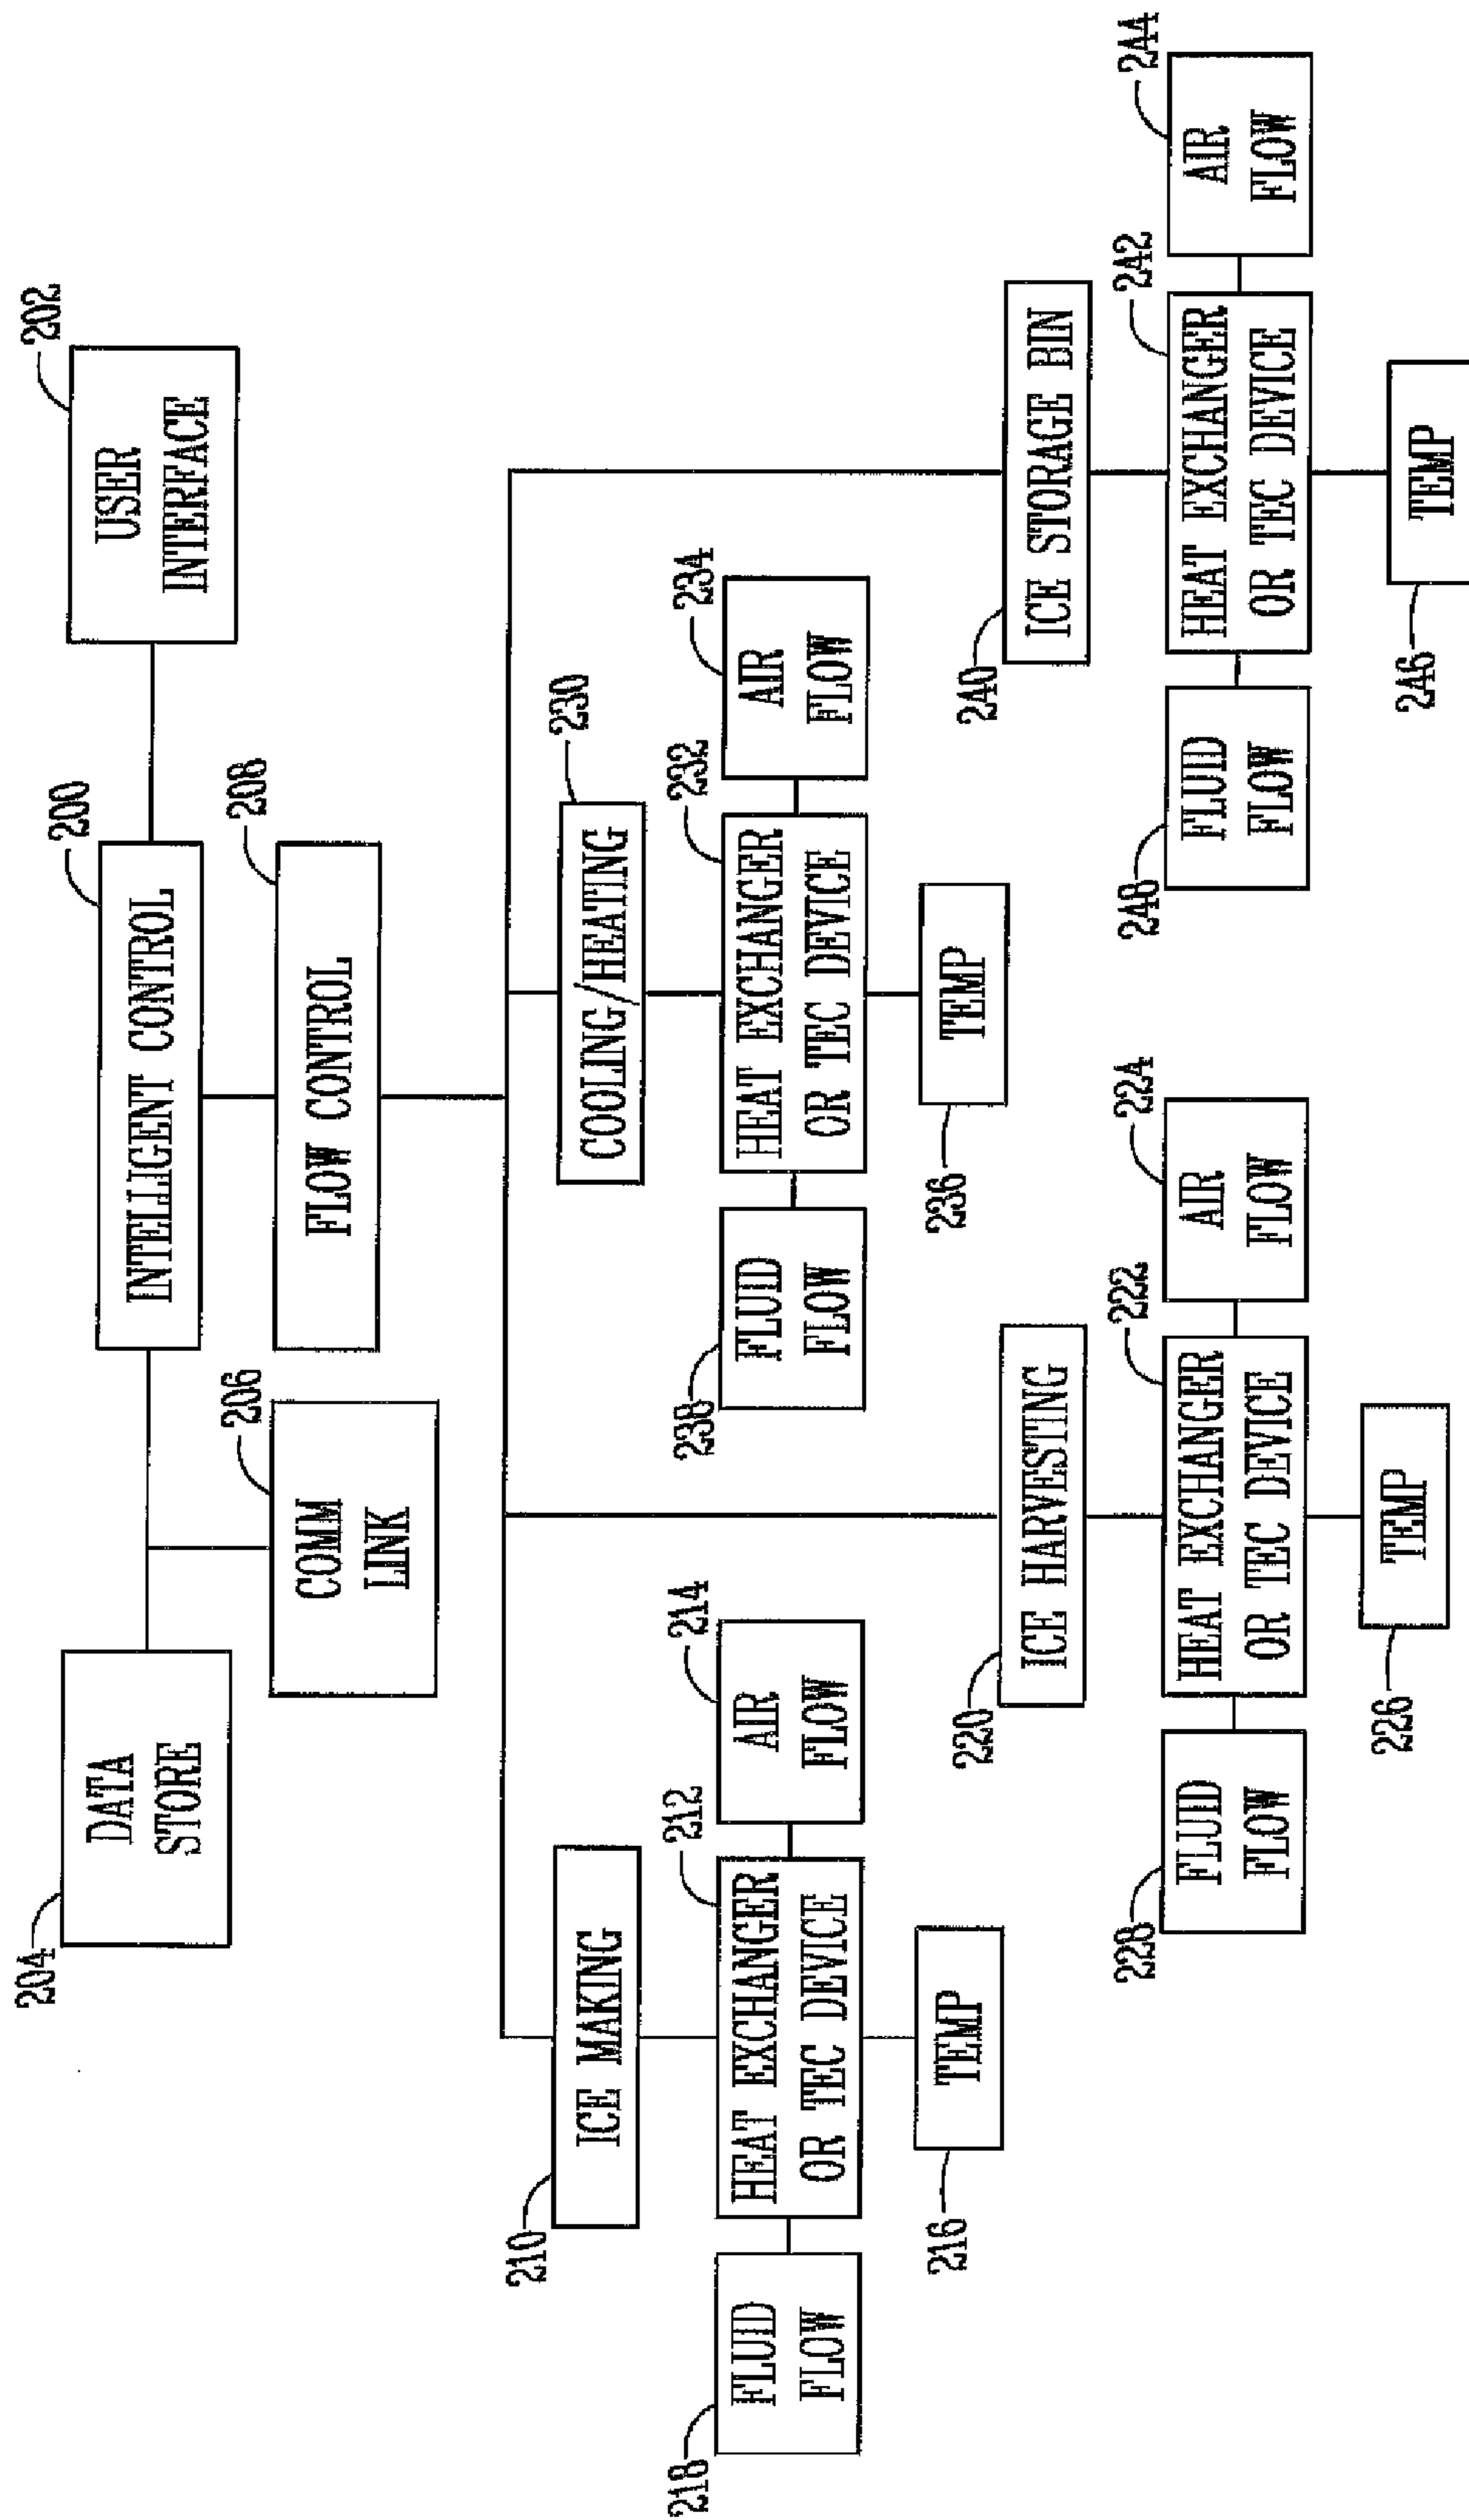 204
DATA
STORE
206
COMM
LINK
200
INTELLIGENT CONTROL
208
FLOW CONTROL
202
USER
INTERFACE
210
ICE MAKING
212
HEAT EXCHANGER
OR TEC DEVICE
214
AIR
FLOW
216
TEMP
218
FLUID
FLOW
220
ICE HARVESTING
222
HEAT EXCHANGER
OR TEC DEVICE
224
AIR
FLOW
226
TEMP
228
FLUID
FLOW
230
COOLING/HEATING
232
HEAT EXCHANGER
OR TEC DEVICE
234
AIR
FLOW
236
TEMP
238
FLUID
FLOW
240
ICE STORAGE BIN
242
HEAT EXCHANGER
OR TEC DEVICE
244
AIR
FLOW
246
TEMP
248
FLUID
FLOW